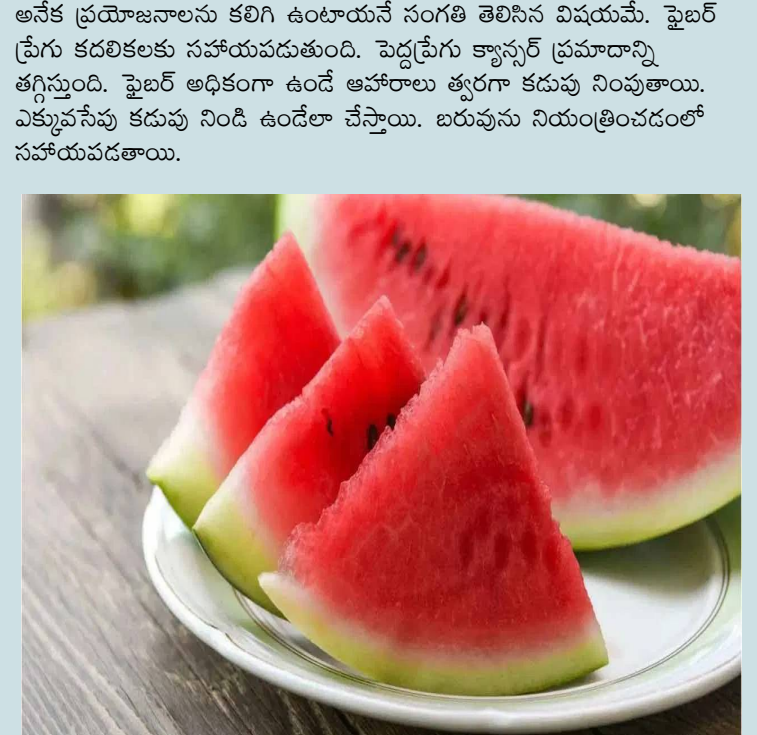 అనేక ప్రయోజనాలను కలిగి ఉంటాయనే సంగతి తెలిసిన విషయమే. ఫైబర్
ప్రేగు కదలికలకు సహాయపడుతుంది. పెద్దప్రేగు క్యాన్సర్ ప్రమాదాన్ని
తగ్గిస్తుంది. ఫైబర్ అధికంగా ఉండే ఆహారాలు త్వరగా కడుపు నింపుతాయి.
ఎక్కువసేపు కడుపు నిండి ఉండేలా చేస్తాయి. బరువును నియంత్రించడంలో
సహాయపడతాయి.